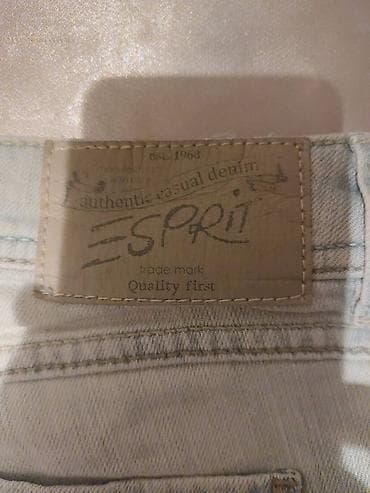 est. 1968
authentic casual denim
ESPRIT
trade mark
Quality first